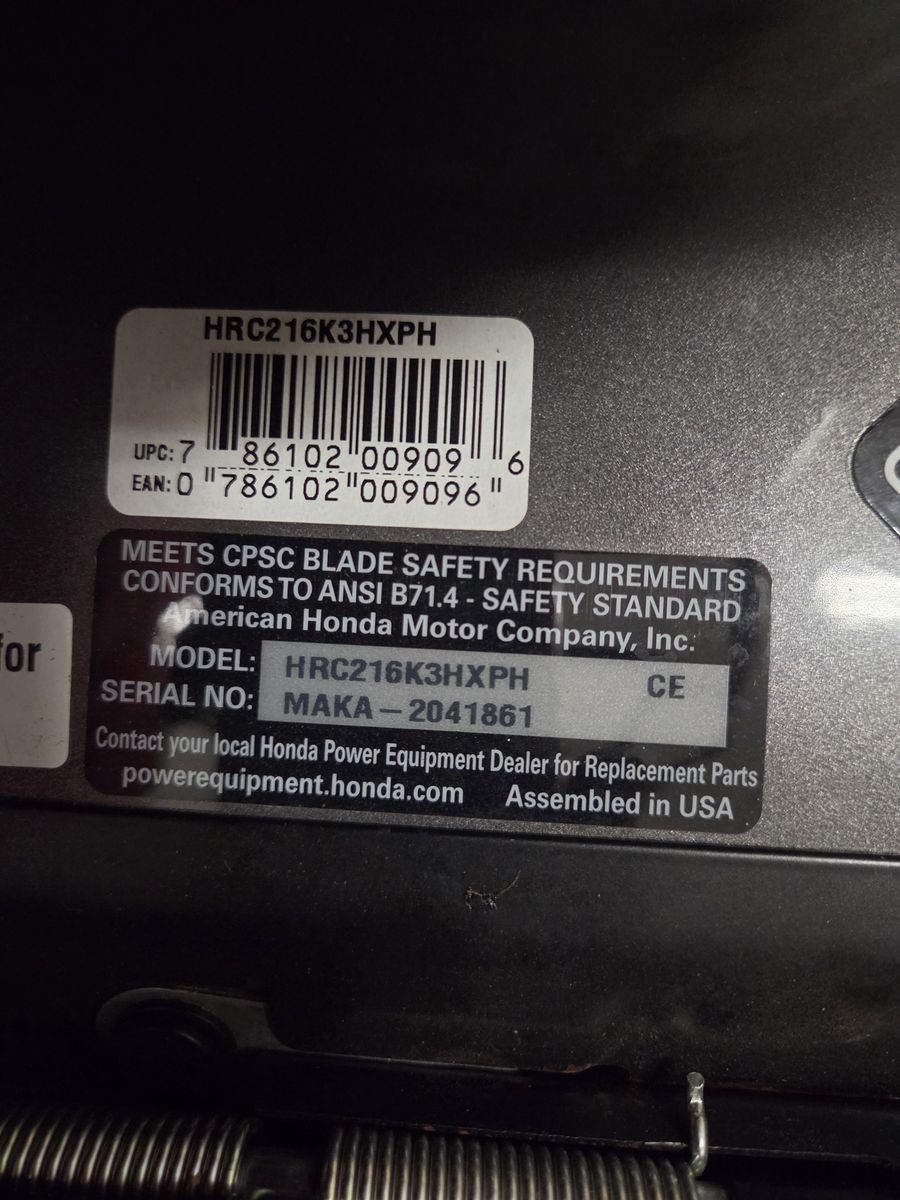 HRC216K3HXPH
UPC: 7 86102 00909 6
EAN: 0 "786102"009096"
MEETS CPSC BLADE SAFETY REQUIREMENTS
CONFORMS TO ANSI B71.4 - SAFETY STANDARD
American Honda Motor Company, Inc.
for
MODEL: HRC216K3HXPH CE
SERIAL NO: MAKA-2041861
Contact your local Honda Power Equipment Dealer for Replacement Parts
powerequipment.honda.com Assembled in USA